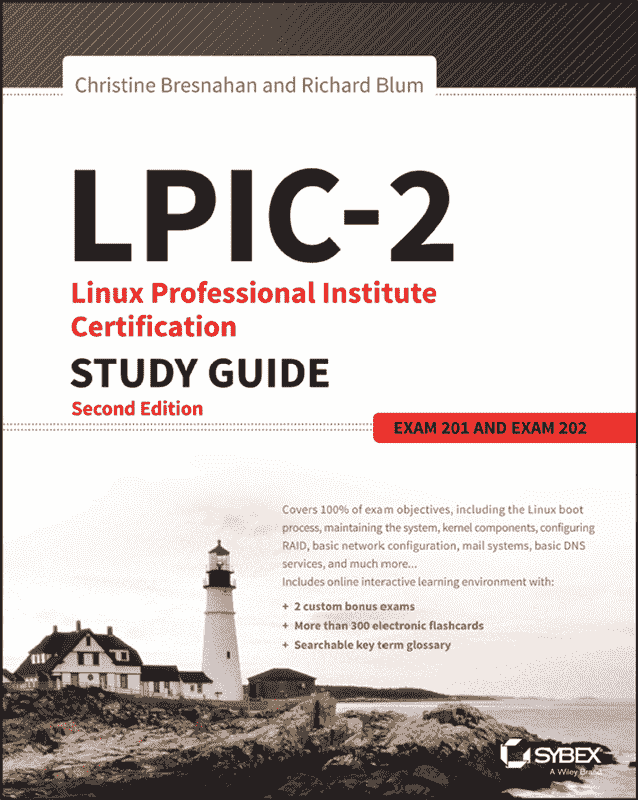 Christine Bresnahan and Richard Blum
LPIC-2
Linux Professional Institute
Certification
STUDY GUIDE
Second Edition
EXAM 201 AND EXAM 202
Covers 100% of exam objectives, including the Linux boot
process, maintaining the system, kernel components, configuring
RAID, basic network configuration, mail systems, basic DNS
services, and much more...
Includes online interactive learning environment with:
+ 2 custom bonus exams
+ More than 300 electronic flashcards
+ Searchable key term glossary
SYBEX
A Wiley Brand